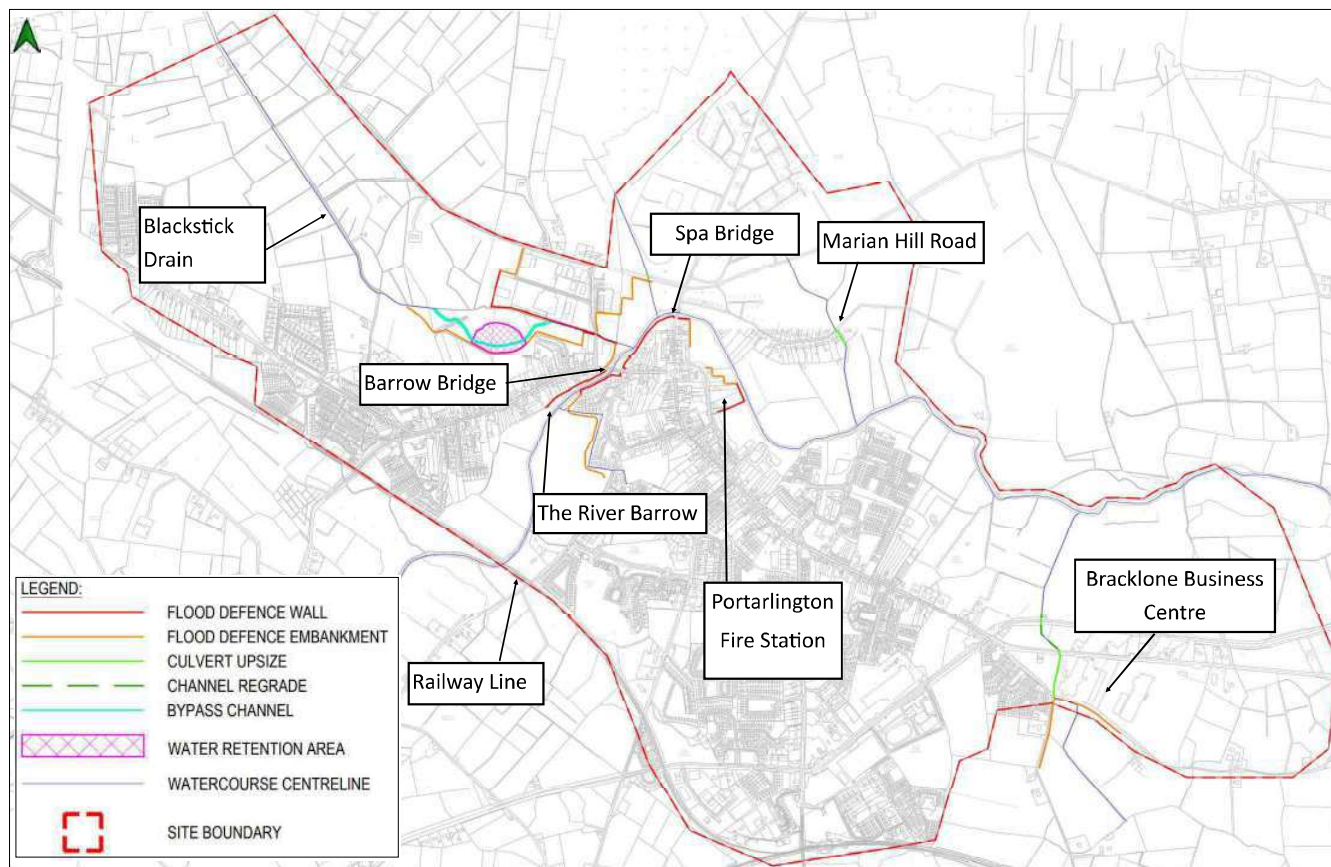 Blackstick
Drain
Spa Bridge
Marian Hill Road
Barrow Bridge
The River Barrow
Portarlington
Fire Station
Bracklone Business
Centre
Railway Line
LEGEND:
FLOOD DEFENCE WALL
FLOOD DEFENCE EMBANKMENT
CULVERT UPSIZE
CHANNEL REGRADE
BYPASS CHANNEL
WATER RETENTION AREA
WATERCOURSE CENTRELINE
SITE BOUNDARY